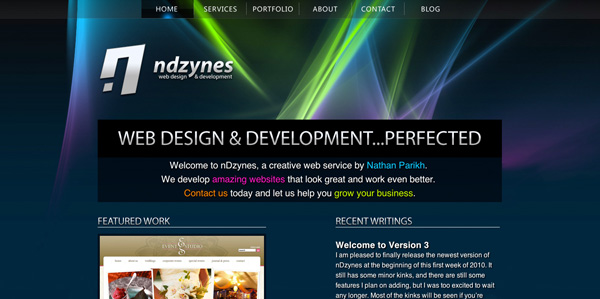 HOME SERVICES PORTFOLIO ABOUT CONTACT BLOG
ndzynes
web design & development
WEB DESIGN & DEVELOPMENT...PERFECTED
Welcome to nDzynes, a creative web service by Nathan Parikh.
We develop amazing websites that look great and work even better.
Contact us today and let us help you grow your business.
FEATURED WORK
RECENT WRITINGS
Welcome to Version 3
I am pleased to finally release the newest version of
nDzynes at the beginning of this first week of 2010. It
still has some minor kinks, and there are still some
features I plan on adding, but I was too excited to wait
any longer. Most of the kinks will be seen if you're